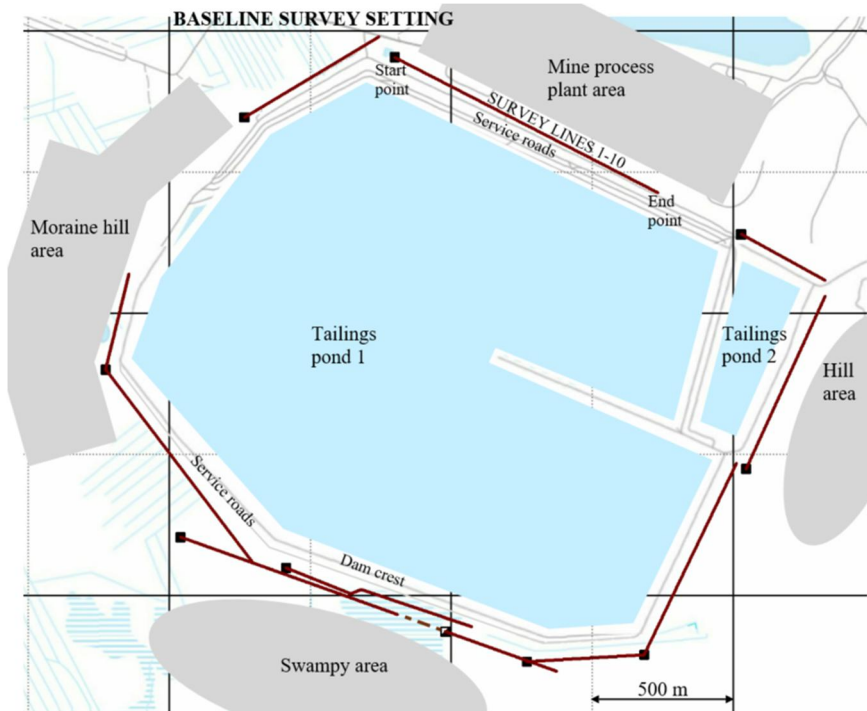 BASELINE SURVEY SETTING
Start
point
Mine process
plant area
SURVEY LINES 1-10
Service roads
End
point
Moraine hill
area
Tailings
pond 1
Tailings
pond 2
Hill
area
Service roads
Dam crest
Swampy area
500 m